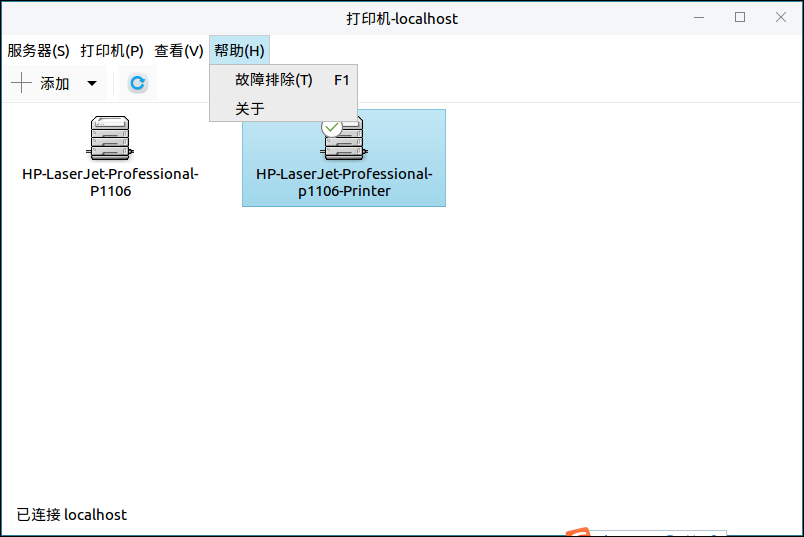 打印机-localhost
服务器(S) 打印机(P) 查看(V) 帮助(H)
添加
故障排除(T) F1
关于
HP-LaserJet-Professional-
P1106
HP-LaserJet-Professional-
p1106-Printer
已连接 localhost